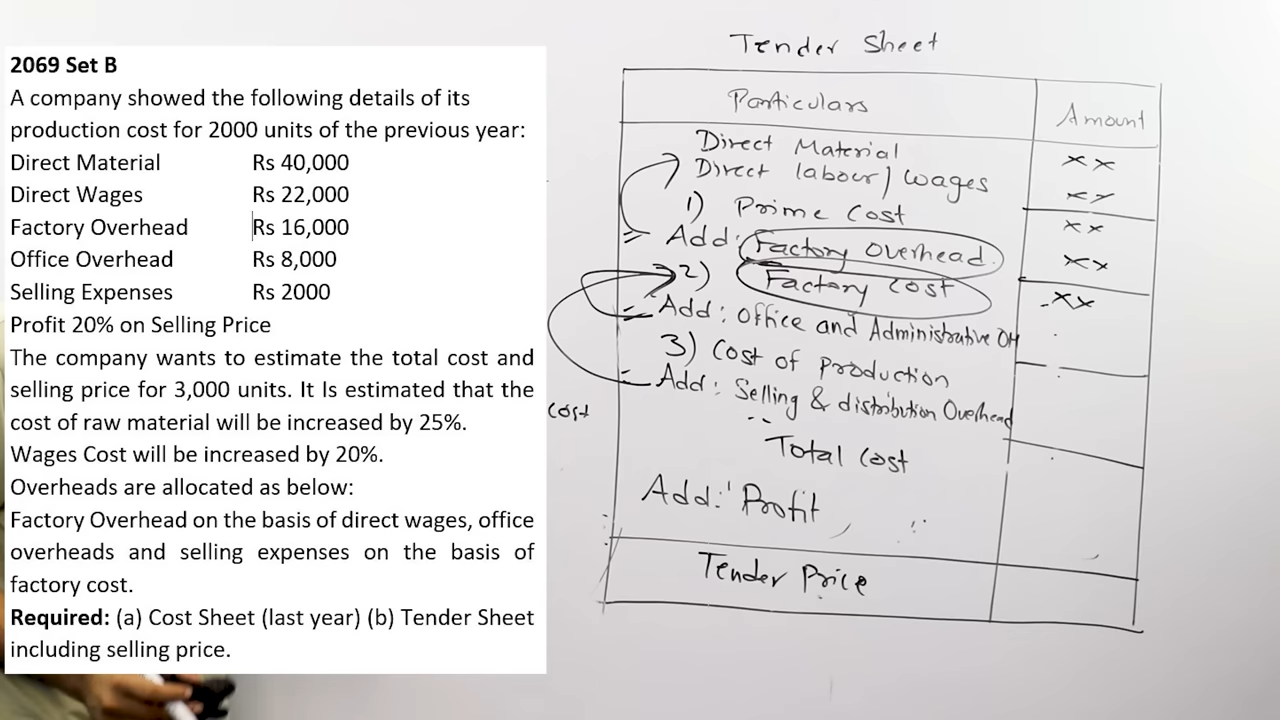 2069 Set B
A company showed the following details of its
production cost for 2000 units of the previous year:
Direct Material Rs 40,000
Direct Wages Rs 22,000
Factory Overhead Rs 16,000
Office Overhead Rs 8,000
Selling Expenses Rs 2000
Profit 20% on Selling Price
The company wants to estimate the total cost and
selling price for 3,000 units. It Is estimated that the
cost of raw material will be increased by 25%.
Wages Cost will be increased by 20%.
Overheads are allocated as below:
Factory Overhead on the basis of direct wages, office
overheads and selling expenses on the basis of
factory cost.
Required: (a) Cost Sheet (last year) (b) Tender Sheet
including selling price.
cost
Tender Sheet
Particulars Amount
Direct Material xx
Direct labour/wages xx
1) Prime Cost xx
Add: Factory Overhead xx
2) Factory Cost xx
Add: Office and Administrative OH
3) Cost of production
Add: Selling & distribution Overhead
Total Cost
Add: Profit
Tender Price